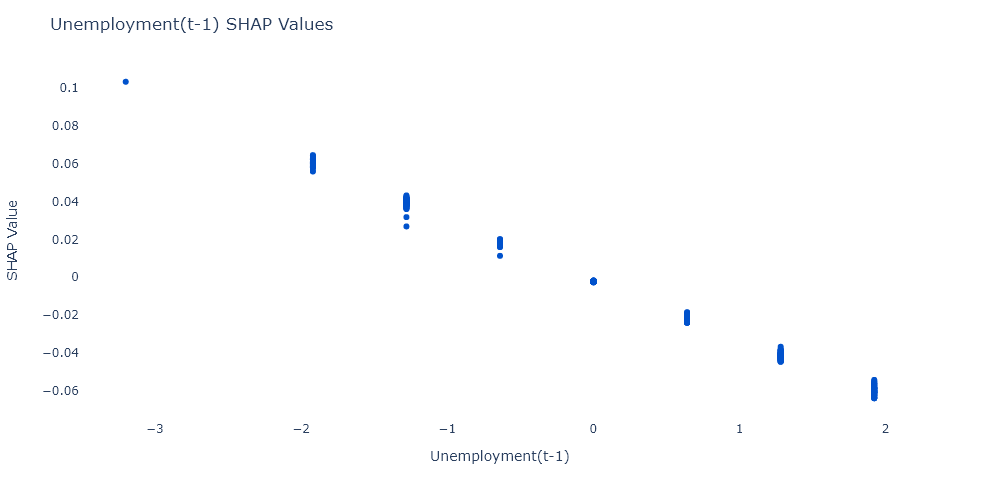 Unemployment(t-1) SHAP Values
0.1
0.08
0.06
0.04
0.02
0
−0.02
−0.04
−0.06
SHAP Value
−3 −2 −1 0 1 2
Unemployment(t-1)